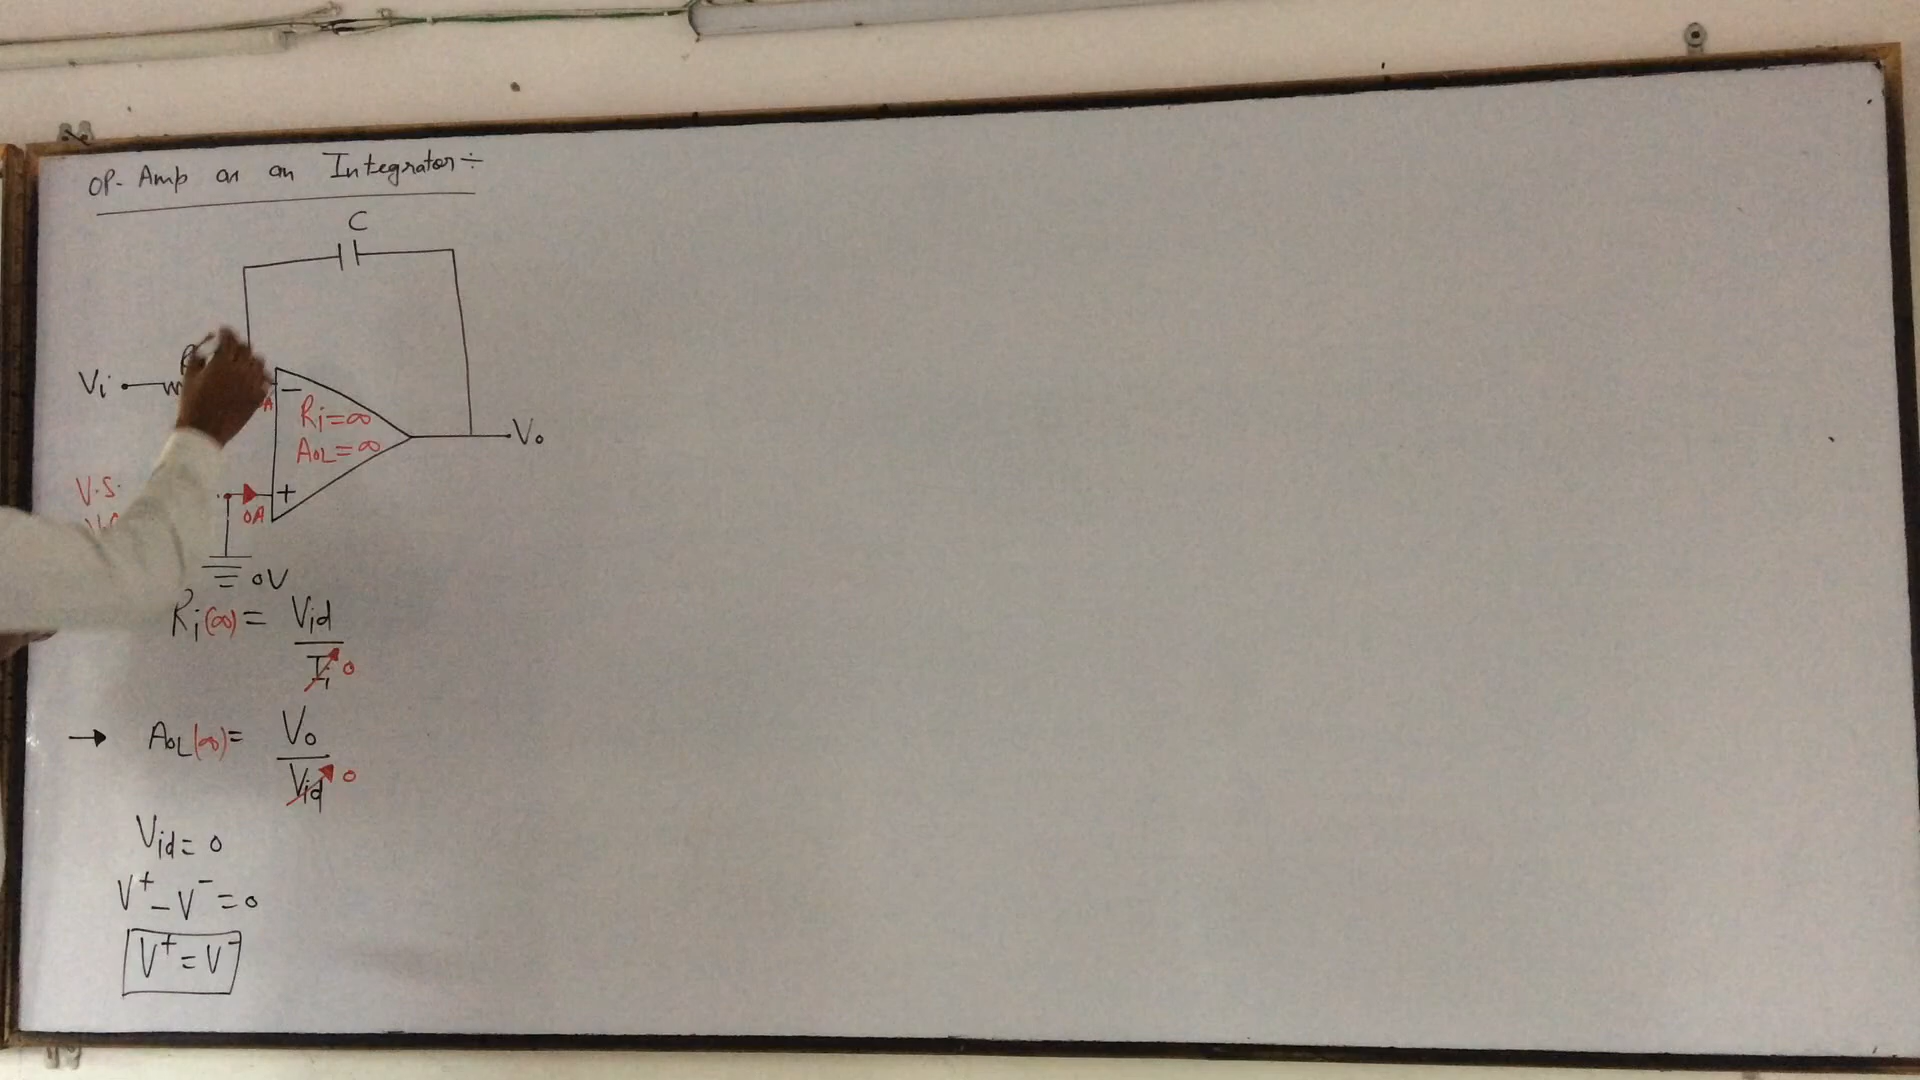 OP- Amp as an Integrator ÷
C
R
Vi
−
A
Ri=∞
AOL=∞
Vo
V.S.
+
0A
0V
Ri(∞) = Vid
Ii 0
→ AOL(∞)= Vo
Vid 0
Vid = 0
V⁺ − V⁻ = 0
V⁺ = V⁻